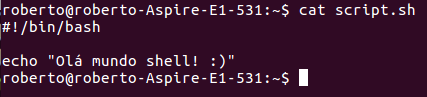 roberto@roberto-Aspire-E1-531:~$ cat script.sh
#!/bin/bash
echo "Olá mundo shell! :)"
roberto@roberto-Aspire-E1-531:~$